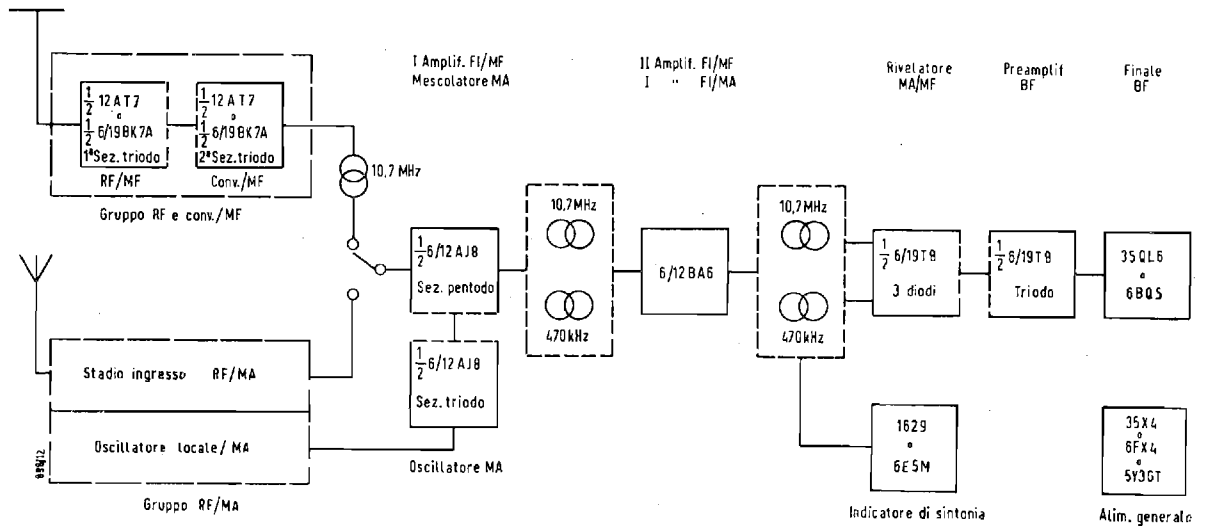 I Amplif. FI/MF
Mescolatore MA
II Amplif. FI/MF
I " FI/MA
Rivelatore
MA/MF
Preamplif
BF
Finale
BF
1/2 12AT7
o
1/2 6/19BK7A
1ª Sez. triodo
RF/MF
1/2 12AT7
o
1/2 6/19BK7A
2ª Sez. triodo
Conv./MF
Gruppo RF e conv./MF
10,7 MHz
1/2 6/12AJ8
Sez. pentodo
10,7MHz
470kHz
6/12BA6
10,7MHz
470kHz
1/2 6/19T8
3 diodi
1/2 6/19T8
Triodo
35QL6
o
6BQ5
Stadio ingresso RF/MA
Oscillatore locale/MA
Gruppo RF/MA
1/2 6/12AJ8
Sez. triodo
Oscillatore MA
1629
o
6E5M
Indicatore di sintonia
35X4
o
6FX4
o
5Y3GT
Alim. generale